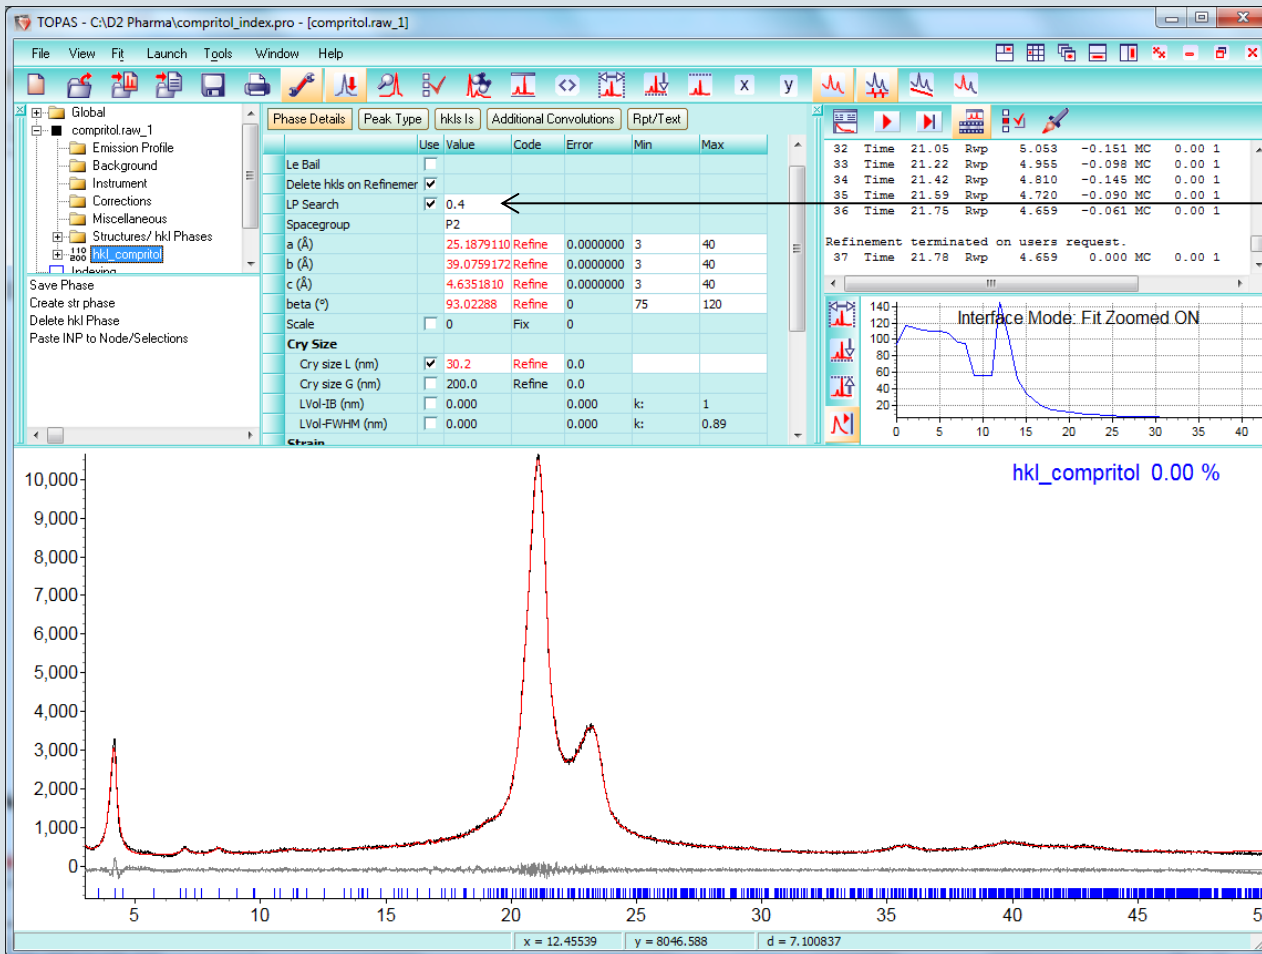 TOPAS - C:\D2 Pharma\compritol_index.pro - [compritol.raw_1]
File View Fit Launch Tools Window Help
x y
Global
compritol.raw_1
Emission Profile
Background
Instrument
Corrections
Miscellaneous
Structures/ hkl Phases
110 200 hkl_compritol
Indexing
Save Phase
Create str phase
Delete hkl Phase
Paste INP to Node/Selections
Phase Details Peak Type hkls Is Additional Convolutions Rpt/Text
Use Value Code Error Min Max
Le Bail
Delete hkls on Refinemer
LP Search 0.4
Spacegroup P2
a (Å) 25.1879110 Refine 0.0000000 3 40
b (Å) 39.0759172 Refine 0.0000000 3 40
c (Å) 4.6351810 Refine 0.0000000 3 40
beta (°) 93.02288 Refine 0 75 120
Scale 0 Fix 0
Cry Size
Cry size L (nm) 30.2 Refine 0.0
Cry size G (nm) 200.0 Refine 0.0
LVol-IB (nm) 0.000 0.000 k: 1
LVol-FWHM (nm) 0.000 0.000 k: 0.89
Strain
32 Time 21.05 Rwp 5.053 -0.151 MC 0.00 1
33 Time 21.22 Rwp 4.955 -0.098 MC 0.00 1
34 Time 21.42 Rwp 4.810 -0.145 MC 0.00 1
35 Time 21.59 Rwp 4.720 -0.090 MC 0.00 1
36 Time 21.75 Rwp 4.659 -0.061 MC 0.00 1
Refinement terminated on users request.
37 Time 21.78 Rwp 4.659 0.000 MC 0.00 1
Interface Mode: Fit Zoomed ON
140
120
100
80
60
40
20
0 5 10 15 20 25 30 35 40
hkl_compritol 0.00 %
10,000
9,000
8,000
7,000
6,000
5,000
4,000
3,000
2,000
1,000
0
5 10 15 20 25 30 35 40 45 5
x = 12.45539 y = 8046.588 d = 7.100837